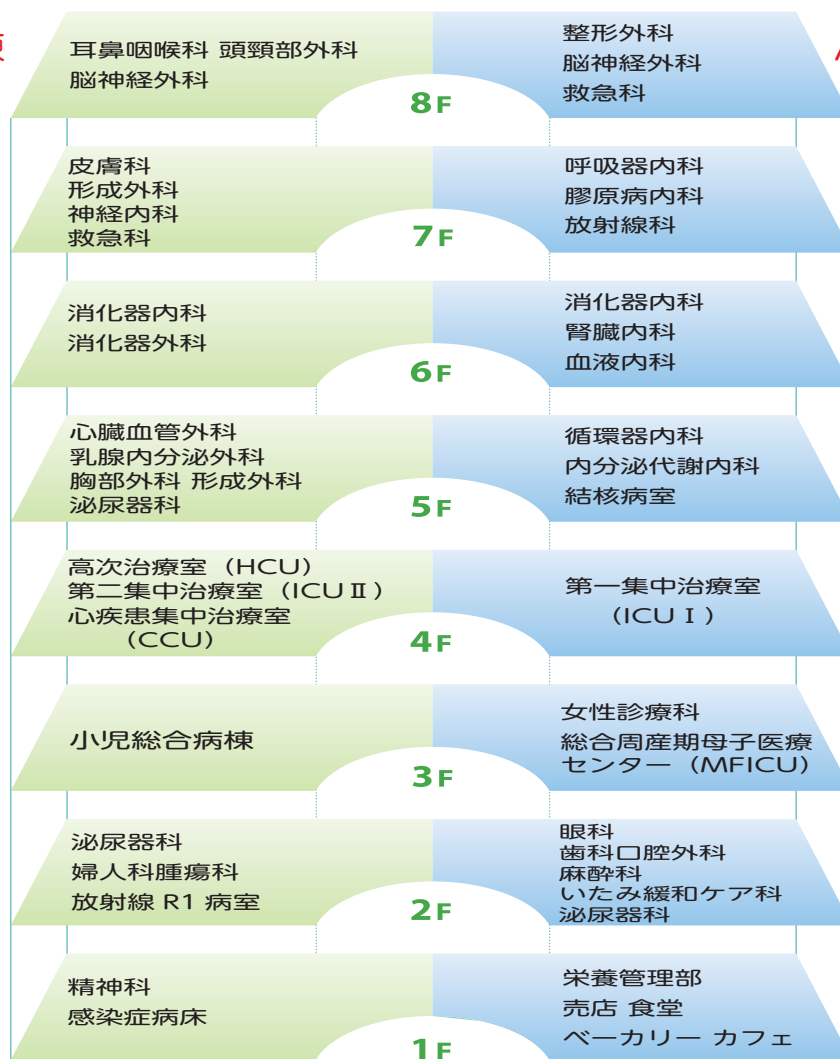 耳鼻咽喉科 頭頸部外科
脳神経外科
整形外科
脳神経外科
救急科
8F
皮膚科
形成外科
神経内科
救急科
呼吸器内科
膠原病内科
放射線科
7F
消化器内科
消化器外科
消化器内科
腎臓内科
血液内科
6F
心臓血管外科
乳腺内分泌外科
胸部外科 形成外科
泌尿器科
循環器内科
内分泌代謝内科
結核病室
5F
高次治療室（HCU）
第二集中治療室（ICU Ⅱ）
心疾患集中治療室
（CCU）
第一集中治療室
（ICU Ⅰ）
4F
小児総合病棟
女性診療科
総合周産期母子医療
センター（MFICU）
3F
泌尿器科
婦人科腫瘍科
放射線 R1 病室
眼科
歯科口腔外科
麻酔科
いたみ緩和ケア科
泌尿器科
2F
精神科
感染症病床
栄養管理部
売店 食堂
ベーカリー カフェ
1F